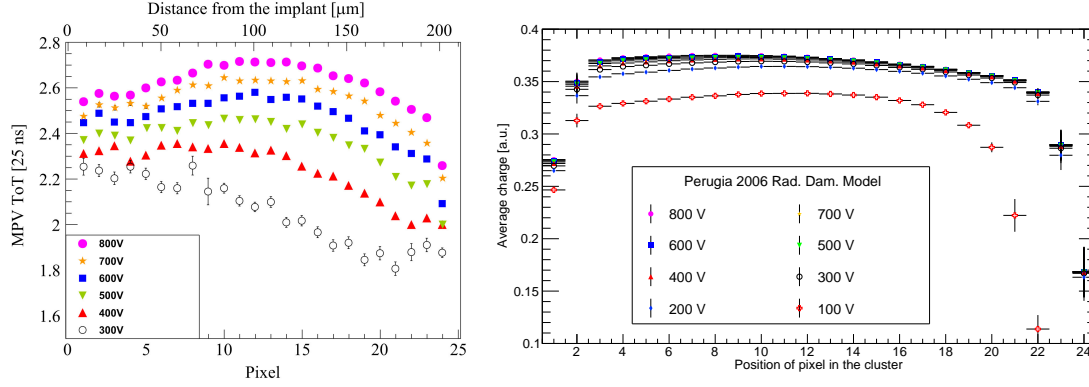 Distance from the implant [μm]
0 50 100 150 200
2.8
2.6
2.4
2.2
2
1.8
1.6
MPV ToT [25 ns]
800V
700V
600V
500V
400V
300V
0 5 10 15 20 25
Pixel
0.4
0.35
0.3
0.25
0.2
0.15
0.1
Average charge [a.u.]
Perugia 2006 Rad. Dam. Model
800 V 700 V
600 V 500 V
400 V 300 V
200 V 100 V
2 4 6 8 10 12 14 16 18 20 22 24
Position of pixel in the cluster